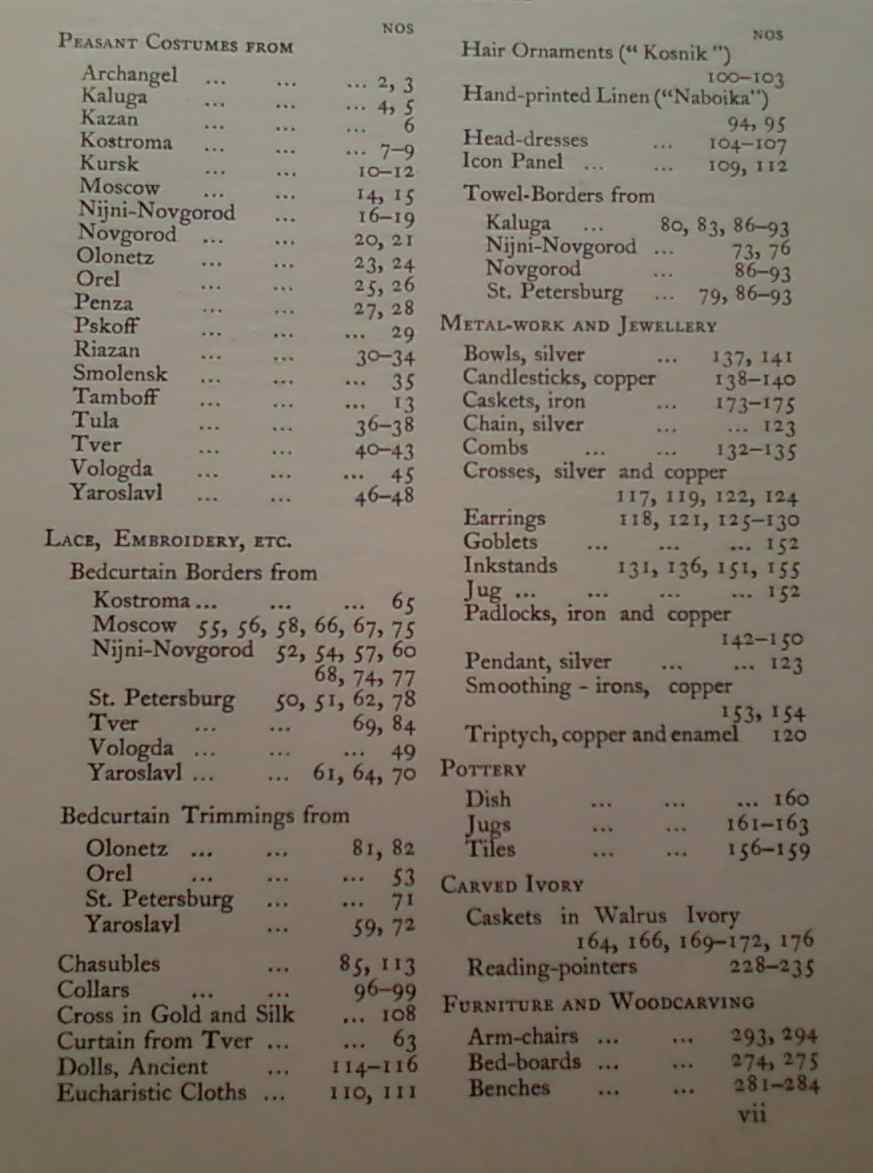 NOS
PEASANT COSTUMES FROM
Archangel ... ... ... 2, 3
Kaluga ... ... ... 4, 5
Kazan ... ... ... 6
Kostroma ... ... ... 7–9
Kursk ... ... 10–12
Moscow ... ... 14, 15
Nijni-Novgorod ... 16–19
Novgorod ... ... 20, 21
Olonetz ... ... 23, 24
Orel ... ... 25, 26
Penza ... ... 27, 28
Pskoff ... ... ... 29
Riazan ... ... 30–34
Smolensk ... ... ... 35
Tamboff ... ... ... 13
Tula ... ... 36–38
Tver ... ... 40–43
Vologda ... ... ... 45
Yaroslavl ... ... 46–48
LACE, EMBROIDERY, ETC.
Bedcurtain Borders from
Kostroma ... ... ... 65
Moscow 55, 56, 58, 66, 67, 75
Nijni-Novgorod 52, 54, 57, 60
68, 74, 77
St. Petersburg 50, 51, 62, 78
Tver ... ... 69, 84
Vologda ... ... ... 49
Yaroslavl ... ... 61, 64, 70
Bedcurtain Trimmings from
Olonetz ... ... 81, 82
Orel ... ... ... 53
St. Petersburg ... ... 71
Yaroslavl ... 59, 72
Chasubles ... 85, 113
Collars ... ... 96–99
Cross in Gold and Silk ... 108
Curtain from Tver ... ... 63
Dolls, Ancient ... 114–116
Eucharistic Cloths ... 110, 111
NOS
Hair Ornaments (“ Kosnik ”)
100–103
Hand-printed Linen (“Naboika”)
94, 95
Head-dresses ... 104–107
Icon Panel ... ... 109, 112
Towel-Borders from
Kaluga ... 80, 83, 86–93
Nijni-Novgorod ... 73, 76
Novgorod ... 86–93
St. Petersburg ... 79, 86–93
METAL-WORK AND JEWELLERY
Bowls, silver ... 137, 141
Candlesticks, copper 138–140
Caskets, iron ... 173–175
Chain, silver ... ... 123
Combs ... ... 132–135
Crosses, silver and copper
117, 119, 122, 124
Earrings 118, 121, 125–130
Goblets ... ... ... 152
Inkstands 131, 136, 151, 155
Jug ... ... ... ... 152
Padlocks, iron and copper
142–150
Pendant, silver ... ... 123
Smoothing - irons, copper
153, 154
Triptych, copper and enamel 120
POTTERY
Dish ... ... ... 160
Jugs ... ... 161–163
Tiles ... ... 156–159
CARVED IVORY
Caskets in Walrus Ivory
164, 166, 169–172, 176
Reading-pointers 228–235
FURNITURE AND WOODCARVING
Arm-chairs ... ... 293, 294
Bed-boards ... ... 274, 275
Benches ... ... 281–284
vii